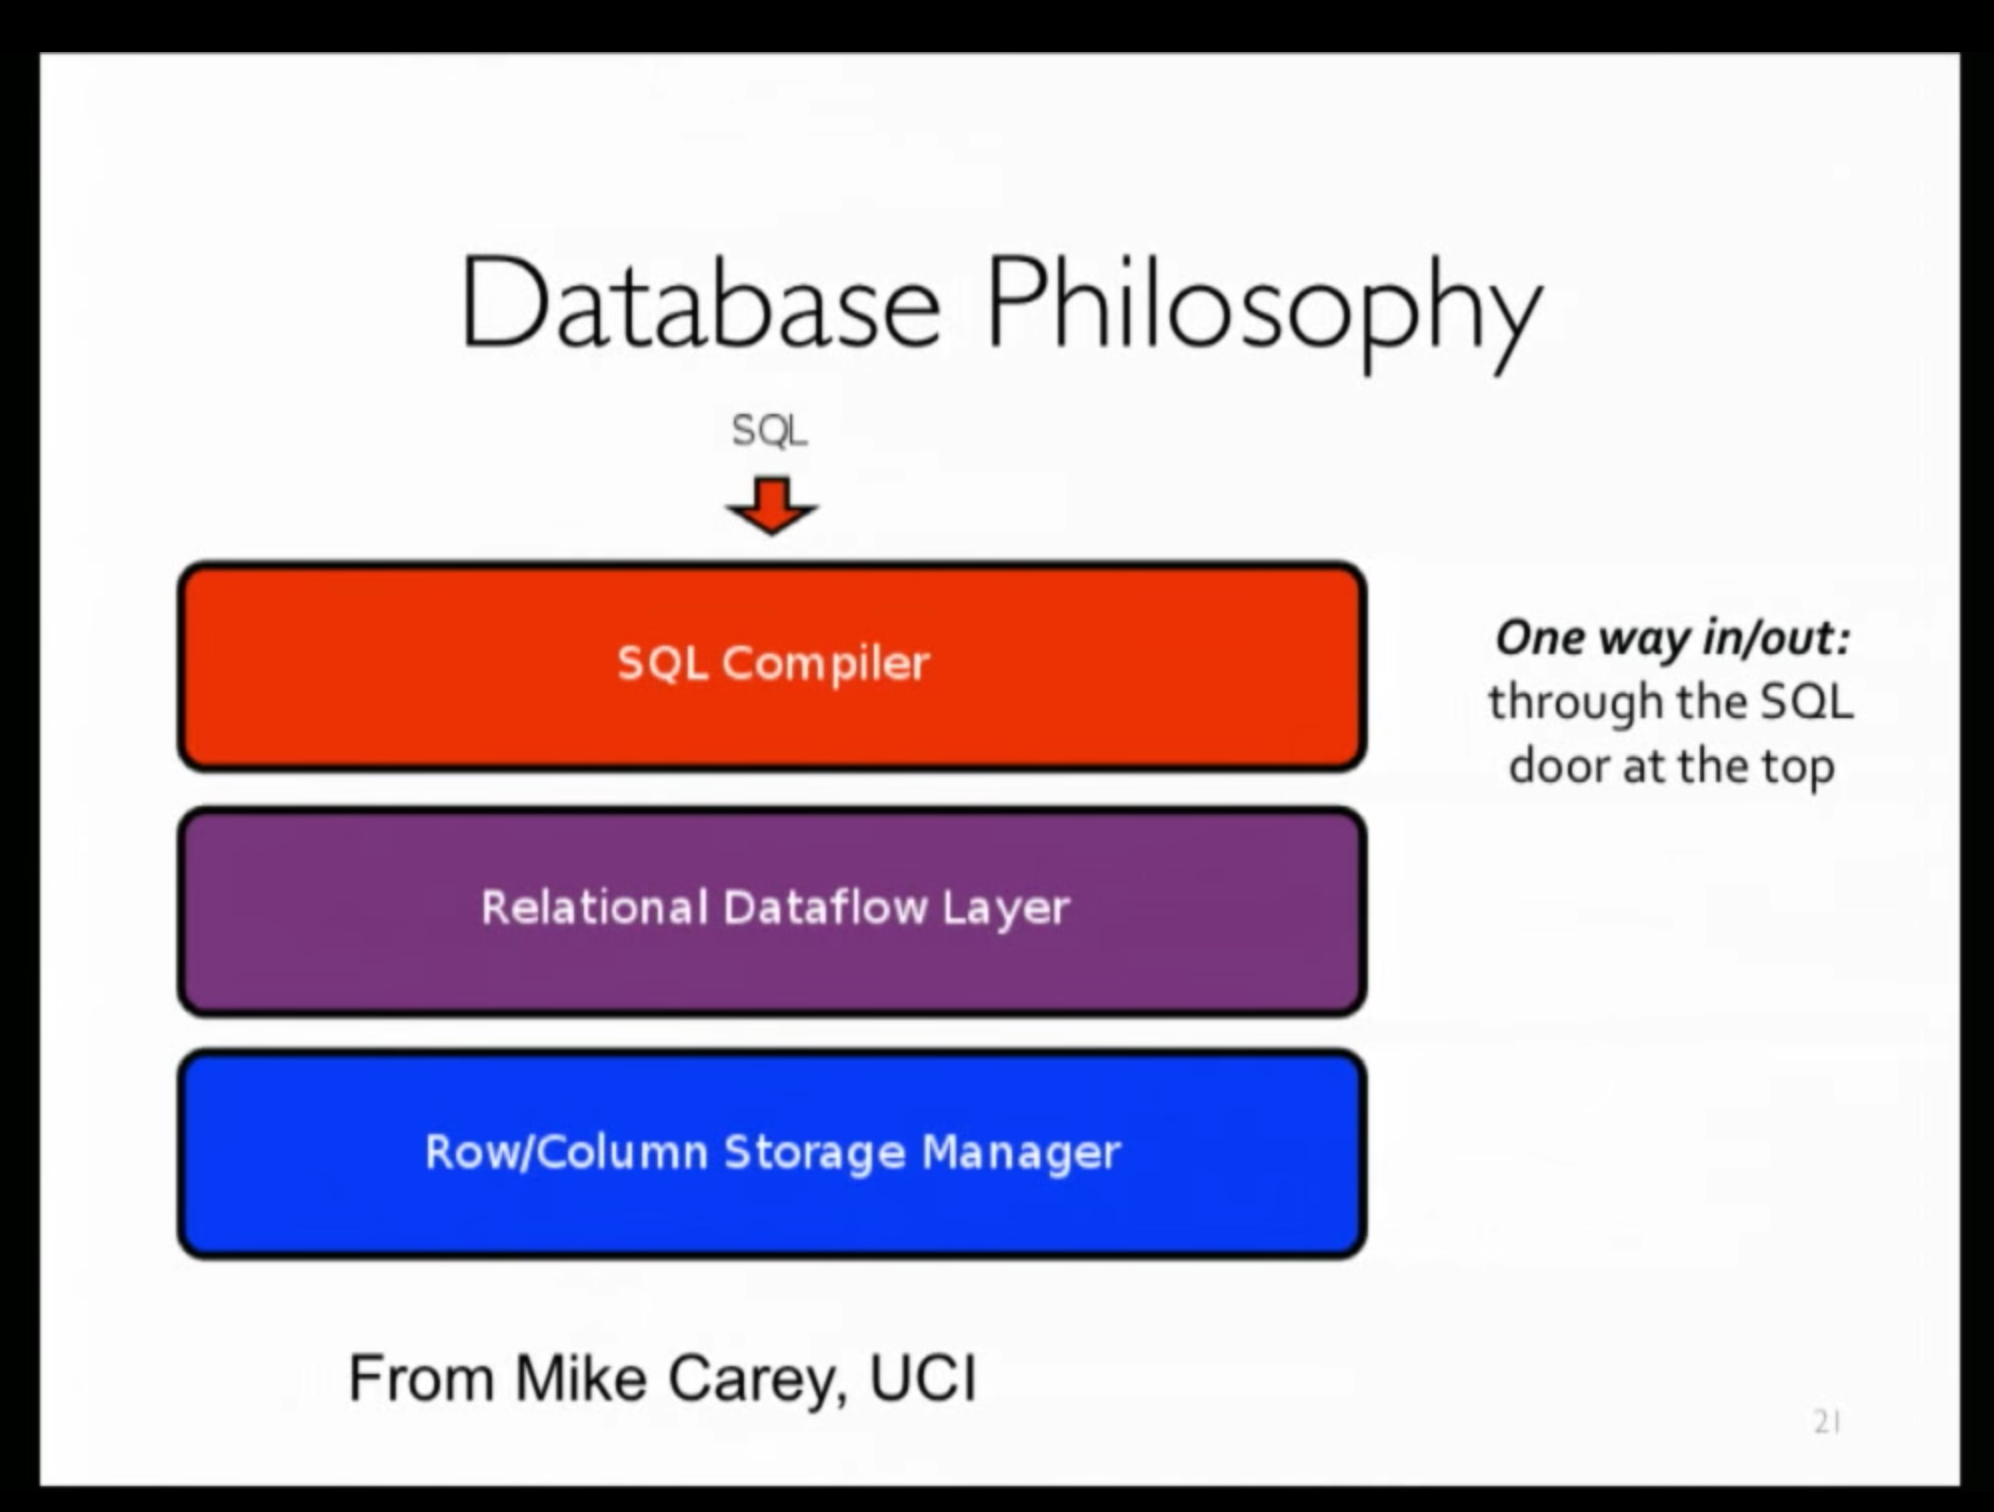 Database Philosophy
SQL
SQL Compiler
One way in/out:
through the SQL
door at the top
Relational Dataflow Layer
Row/Column Storage Manager
From Mike Carey, UCI
21